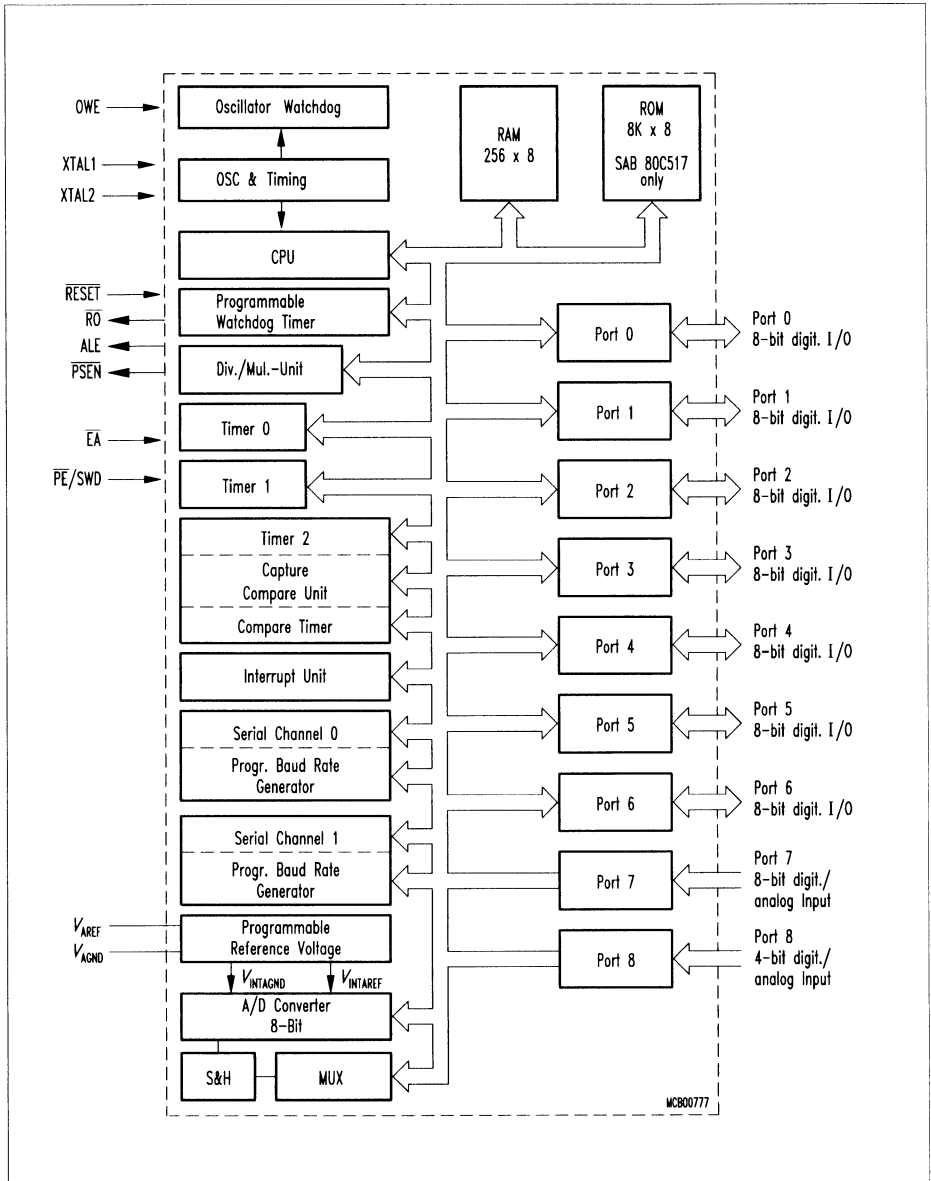 OWE
XTAL1
XTAL2
RESET
RO
ALE
PSEN
EA
PE/SWD
VAREF
VAGND
Oscillator Watchdog
OSC & Timing
CPU
Programmable
Watchdog Timer
Div./Mul.-Unit
Timer 0
Timer 1
Timer 2
Capture
Compare Unit
Compare Timer
Interrupt Unit
Serial Channel 0
Progr. Baud Rate
Generator
Serial Channel 1
Progr. Baud Rate
Generator
Programmable
Reference Voltage
VINTAGND
VINTAREF
A/D Converter
8-Bit
S&H
MUX
RAM
256 x 8
ROM
8K x 8
SAB 80C517
only
Port 0
Port 1
Port 2
Port 3
Port 4
Port 5
Port 6
Port 7
Port 8
Port 0
8-bit digit. I/O
Port 1
8-bit digit. I/O
Port 2
8-bit digit. I/O
Port 3
8-bit digit. I/O
Port 4
8-bit digit. I/O
Port 5
8-bit digit. I/O
Port 6
8-bit digit. I/O
Port 7
8-bit digit./
analog Input
Port 8
4-bit digit./
analog Input
MCB00777